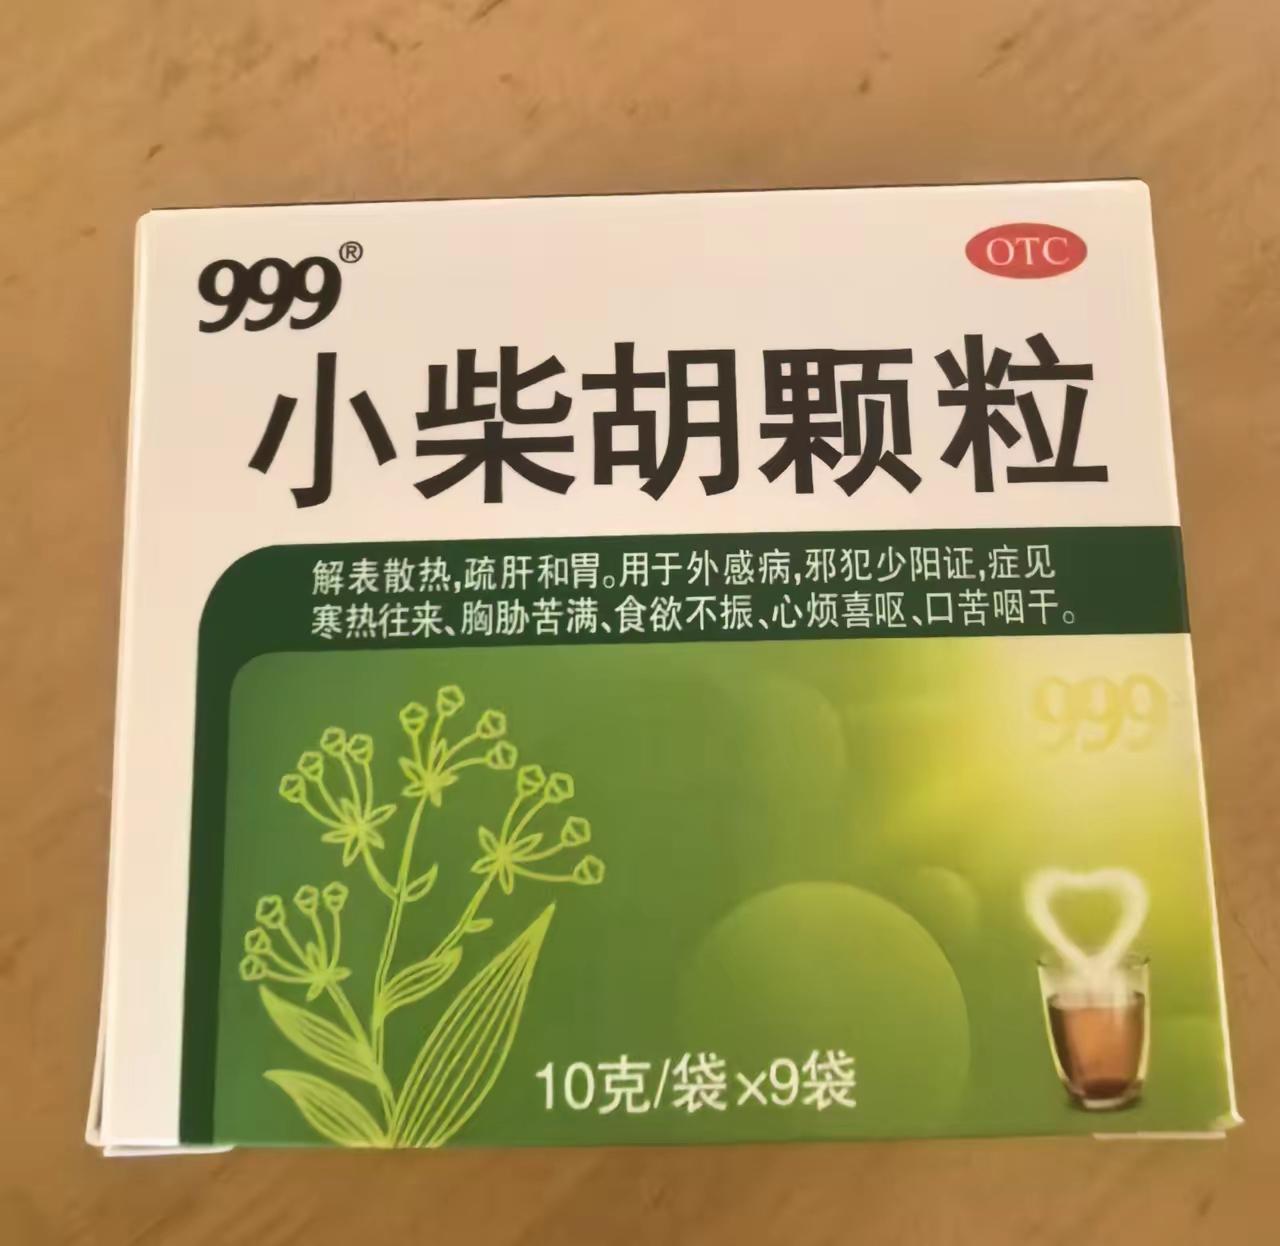 999®
OTC
小柴胡颗粒
解表散热,疏肝和胃。用于外感病,邪犯少阳证,症见
寒热往来、胸胁苦满、食欲不振、心烦喜呕、口苦咽干。
999
10克/袋×9袋